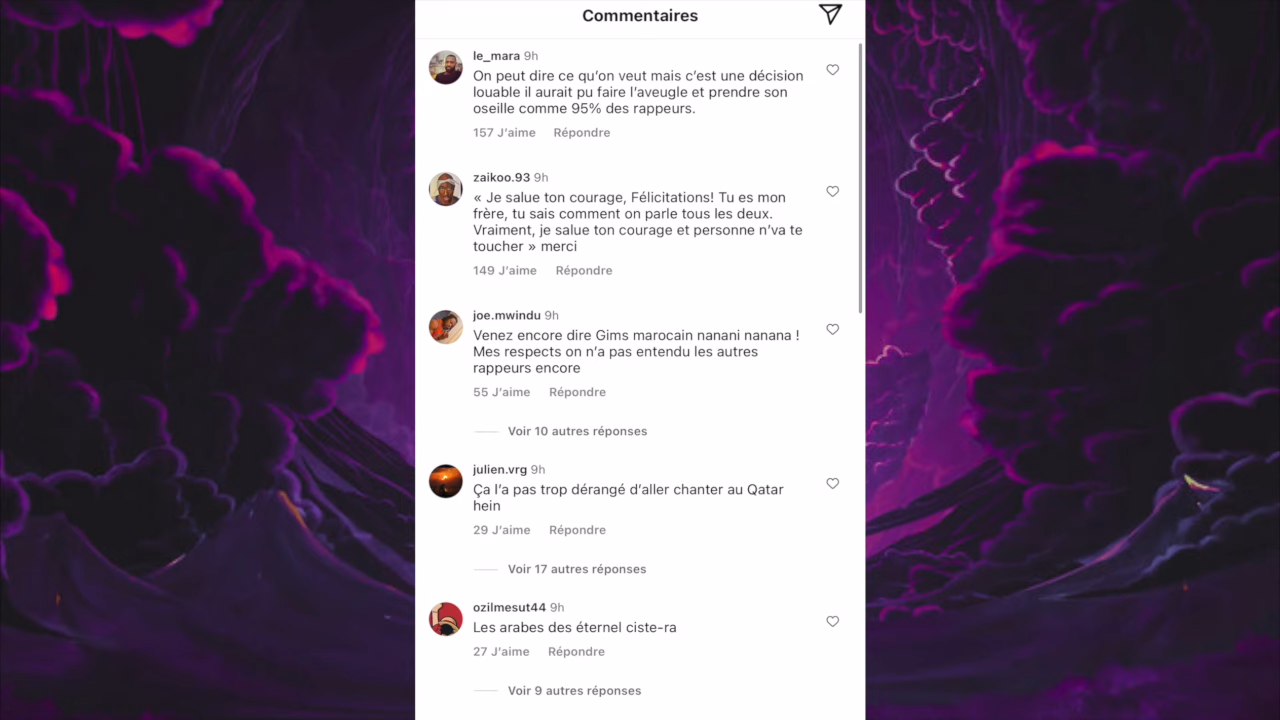 Commentaires
le_mara 9h
On peut dire ce qu’on veut mais c’est une décision
louable il aurait pu faire l’aveugle et prendre son
oseille comme 95% des rappeurs.
157 J’aime Répondre
zaikoo.93 9h
« Je salue ton courage, Félicitations! Tu es mon
frère, tu sais comment on parle tous les deux.
Vraiment, je salue ton courage et personne n’va te
toucher » merci
149 J’aime Répondre
joe.mwindu 9h
Venez encore dire Gims marocain nanani nanana !
Mes respects on n’a pas entendu les autres
rappeurs encore
55 J’aime Répondre
Voir 10 autres réponses
julien.vrg 9h
Ça l’a pas trop dérangé d’aller chanter au Qatar
hein
29 J’aime Répondre
Voir 17 autres réponses
ozilmesut44 9h
Les arabes des éternel ciste-ra
27 J’aime Répondre
Voir 9 autres réponses